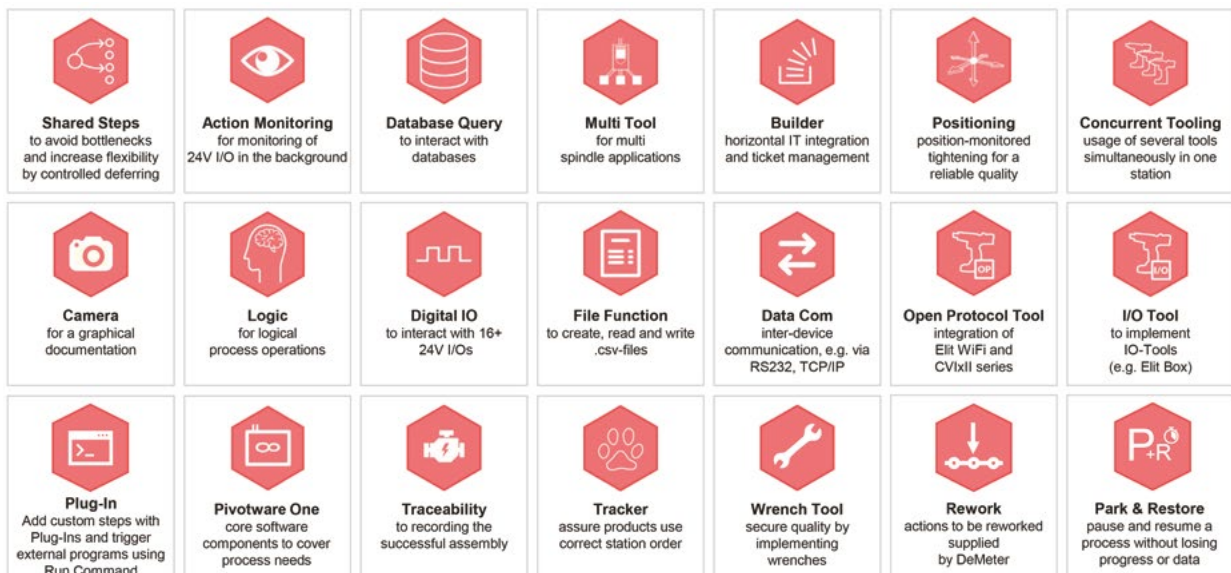 Shared Steps
to avoid bottlenecks
and increase flexibility
by controlled deferring
Action Monitoring
for monitoring of
24V I/O in the background
Database Query
to interact with
databases
Multi Tool
for multi
spindle applications
Builder
horizontal IT integration
and ticket management
Positioning
position-monitored
tightening for a
reliable quality
Concurrent Tooling
usage of several tools
simultaneously in one
station
Camera
for a graphical
documentation
Logic
for logical
process operations
Digital IO
to interact with 16+
24V I/Os
File Function
to create, read and write
.csv-files
Data Com
inter-device
communication, e.g. via
RS232, TCP/IP
OP
Open Protocol Tool
integration of
Elit WiFi and
CVIxII series
I/O
I/O Tool
to implement
IO-Tools
(e.g. Elit Box)
>_
Plug-In
Add custom steps with
Plug-Ins and trigger
external programs using
Run Command
Pivotware One
core software
components to cover
process needs
Traceability
to recording the
successful assembly
Tracker
assure products use
correct station order
Wrench Tool
secure quality by
implementing
wrenches
Rework
actions to be reworked
supplied
by DeMeter
P+R
Park & Restore
pause and resume a
process without losing
progress or data